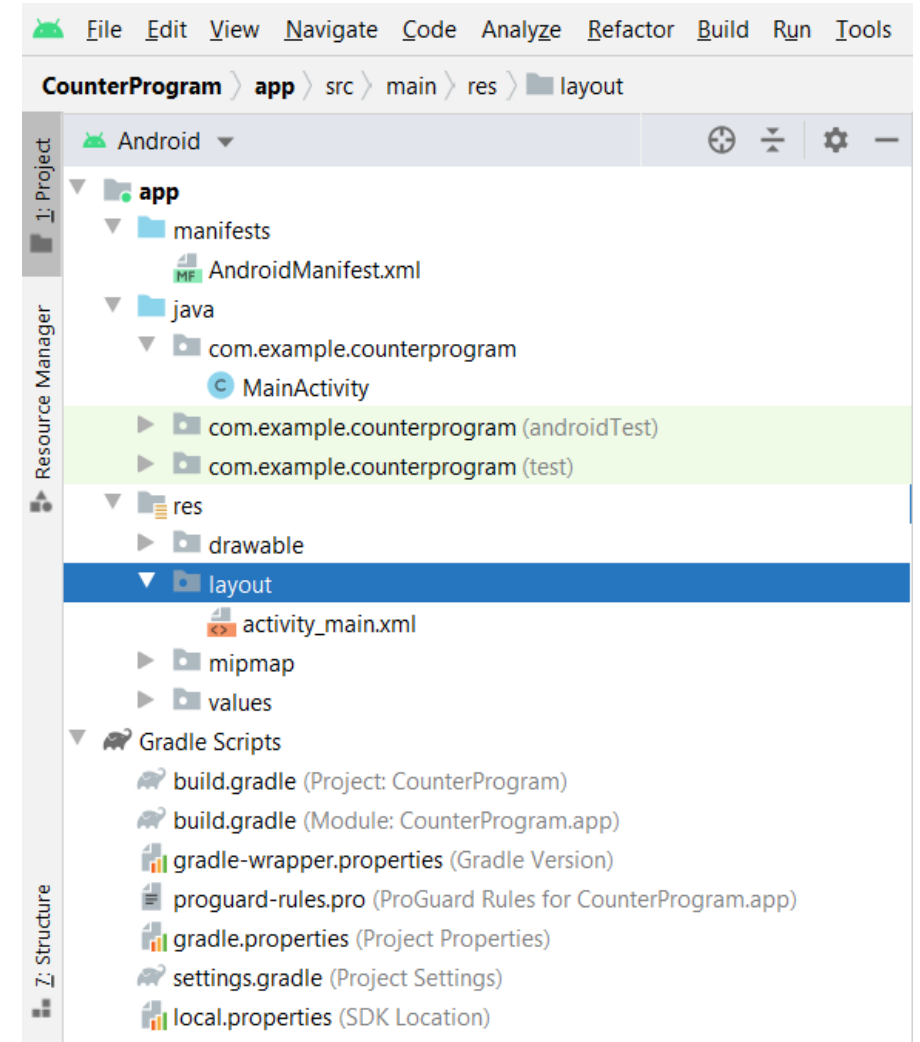 File Edit View Navigate Code Analyze Refactor Build Run Tools
CounterProgram app src main res layout
1: Project
Resource Manager
7: Structure
Android
app
manifests
MF AndroidManifest.xml
java
com.example.counterprogram
C MainActivity
com.example.counterprogram (androidTest)
com.example.counterprogram (test)
res
drawable
layout
<> activity_main.xml
mipmap
values
Gradle Scripts
build.gradle (Project: CounterProgram)
build.gradle (Module: CounterProgram.app)
gradle-wrapper.properties (Gradle Version)
proguard-rules.pro (ProGuard Rules for CounterProgram.app)
gradle.properties (Project Properties)
settings.gradle (Project Settings)
local.properties (SDK Location)